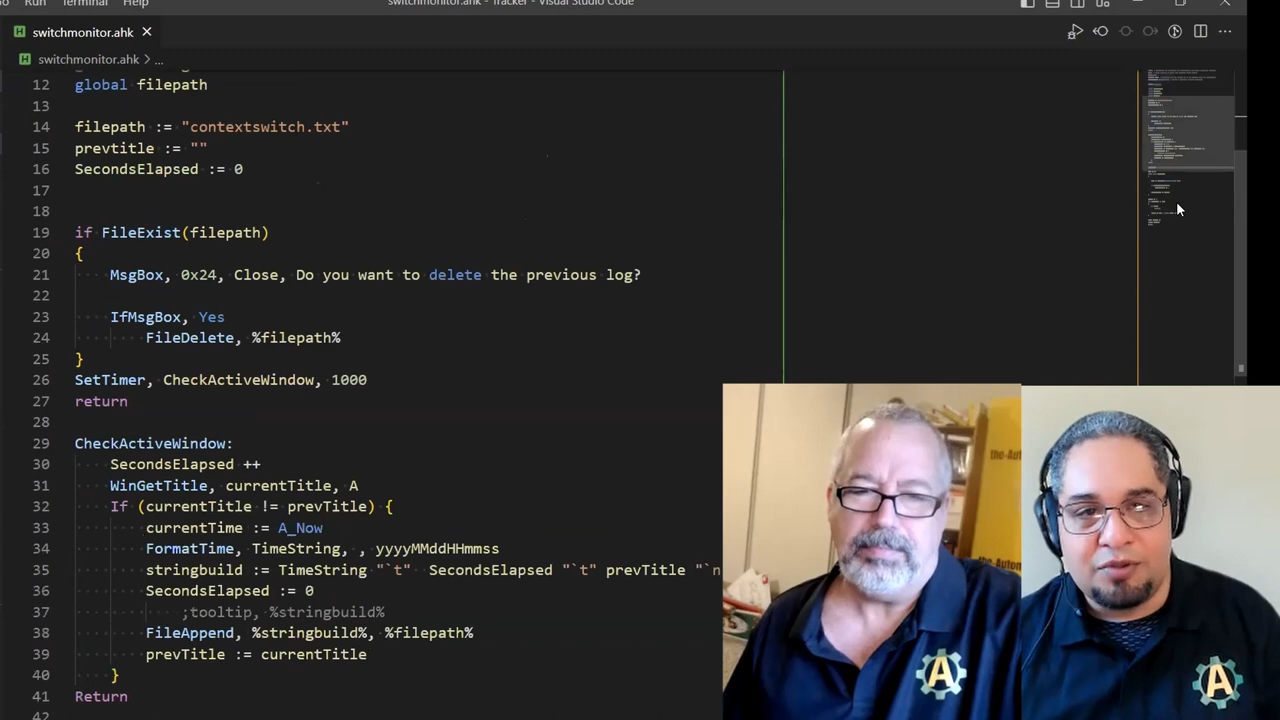 Run Terminal Help
switchmonitor.ahk - Tracker - Visual Studio Code
switchmonitor.ahk
switchmonitor.ahk > ...
12 global filepath
13
14 filepath := "contextswitch.txt"
15 prevtitle := ""
16 SecondsElapsed := 0
17
18
19 if FileExist(filepath)
20 {
21 MsgBox, 0x24, Close, Do you want to delete the previous log?
22
23 IfMsgBox, Yes
24 FileDelete, %filepath%
25 }
26 SetTimer, CheckActiveWindow, 1000
27 return
28
29 CheckActiveWindow:
30 SecondsElapsed ++
31 WinGetTitle, currentTitle, A
32 If (currentTitle != prevTitle) {
33 currentTime := A_Now
34 FormatTime, TimeString, , yyyyMMddHHmmss
35 stringbuild := TimeString "`t" SecondsElapsed "`t" prevTitle "`n
36 SecondsElapsed := 0
37 ;tooltip, %stringbuild%
38 FileAppend, %stringbuild%, %filepath%
39 prevTitle := currentTitle
40 }
41 Return
42
A
A